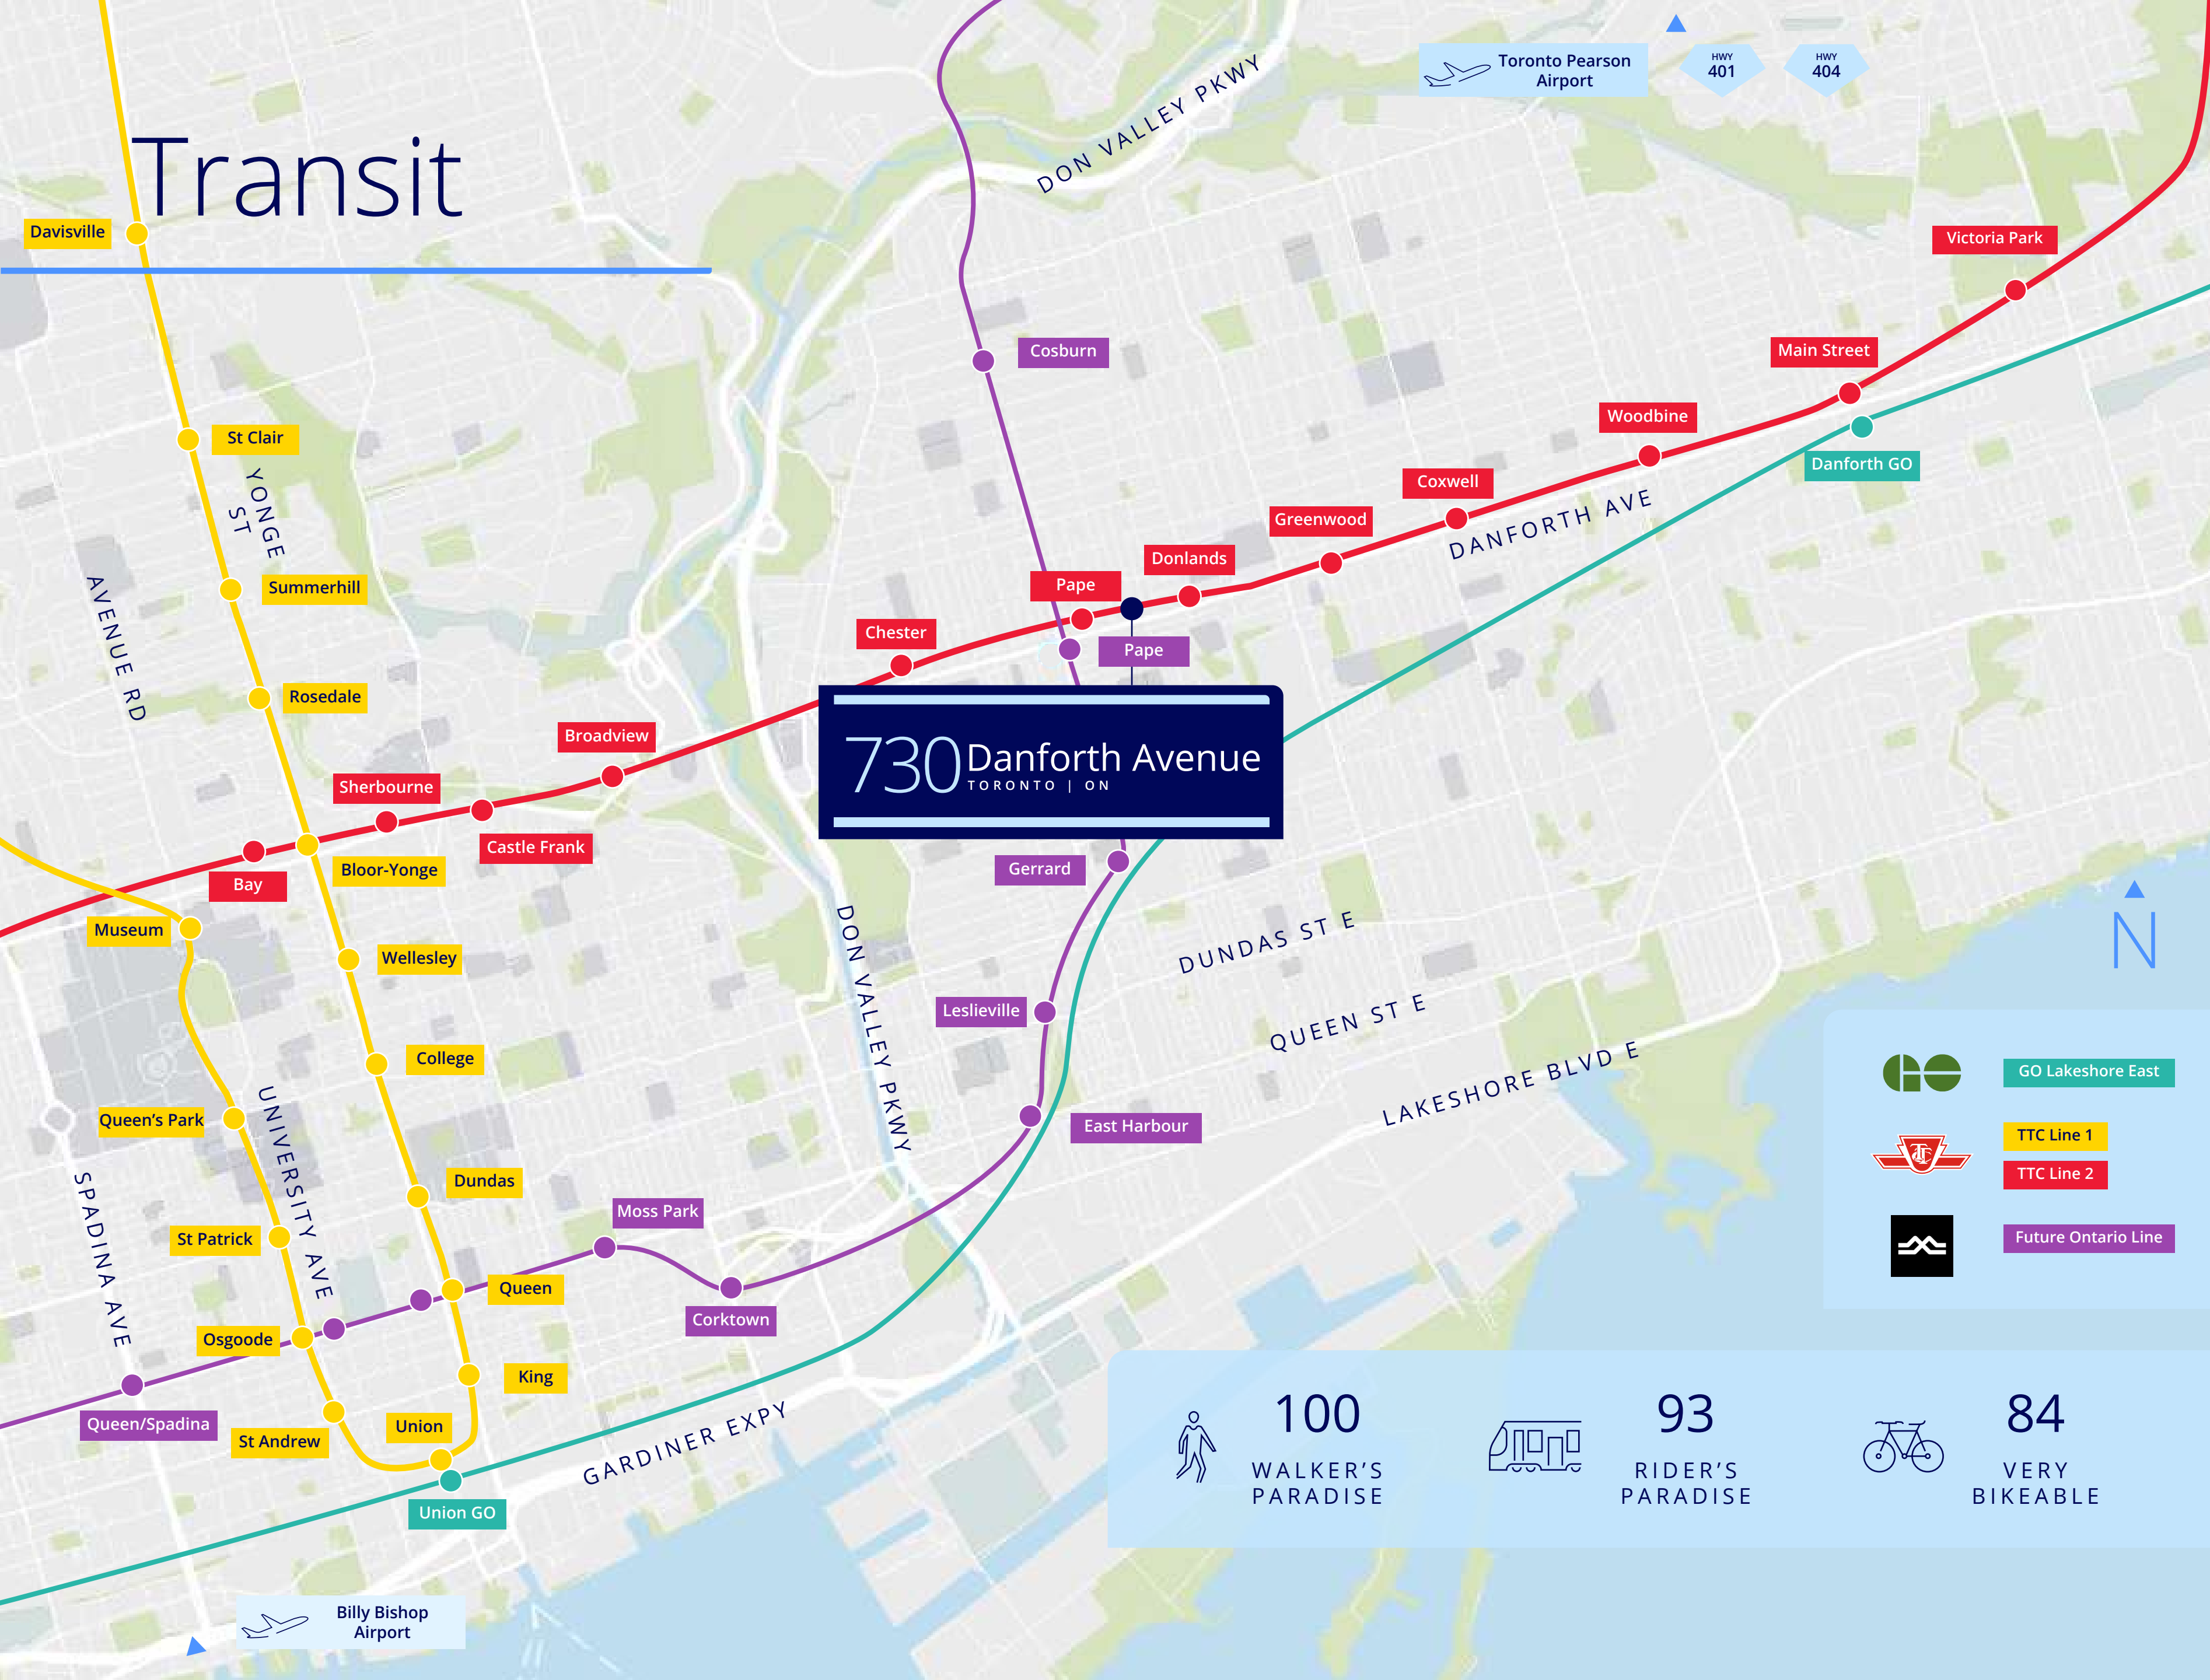 Transit
Toronto Pearson
Airport
HWY
401
HWY
404
DON VALLEY PKWY
Davisville
Victoria Park
Cosburn
Main Street
Woodbine
St Clair
Danforth GO
Coxwell
YONGE
ST
Greenwood
DANFORTH AVE
Donlands
Pape
Summerhill
AVENUE RD
Chester
Pape
Rosedale
Broadview
730 Danforth Avenue
TORONTO | ON
Sherbourne
Castle Frank
Bloor-Yonge
Bay
Gerrard
Museum
N
DUNDAS ST E
Wellesley
DON VALLEY PKWY
Leslieville
QUEEN ST E
College
LAKESHORE BLVD E
GO
GO Lakeshore East
Queen's Park
UNIVERSITY AVE
East Harbour
TTC Line 1
TTC
TTC Line 2
SPADINA AVE
Dundas
Moss Park
St Patrick
Future Ontario Line
Queen
Corktown
Osgoode
King
Queen/Spadina
Union
St Andrew
GARDINER EXPY
Union GO
100
WALKER'S
PARADISE
93
RIDER'S
PARADISE
84
VERY
BIKEABLE
Billy Bishop
Airport